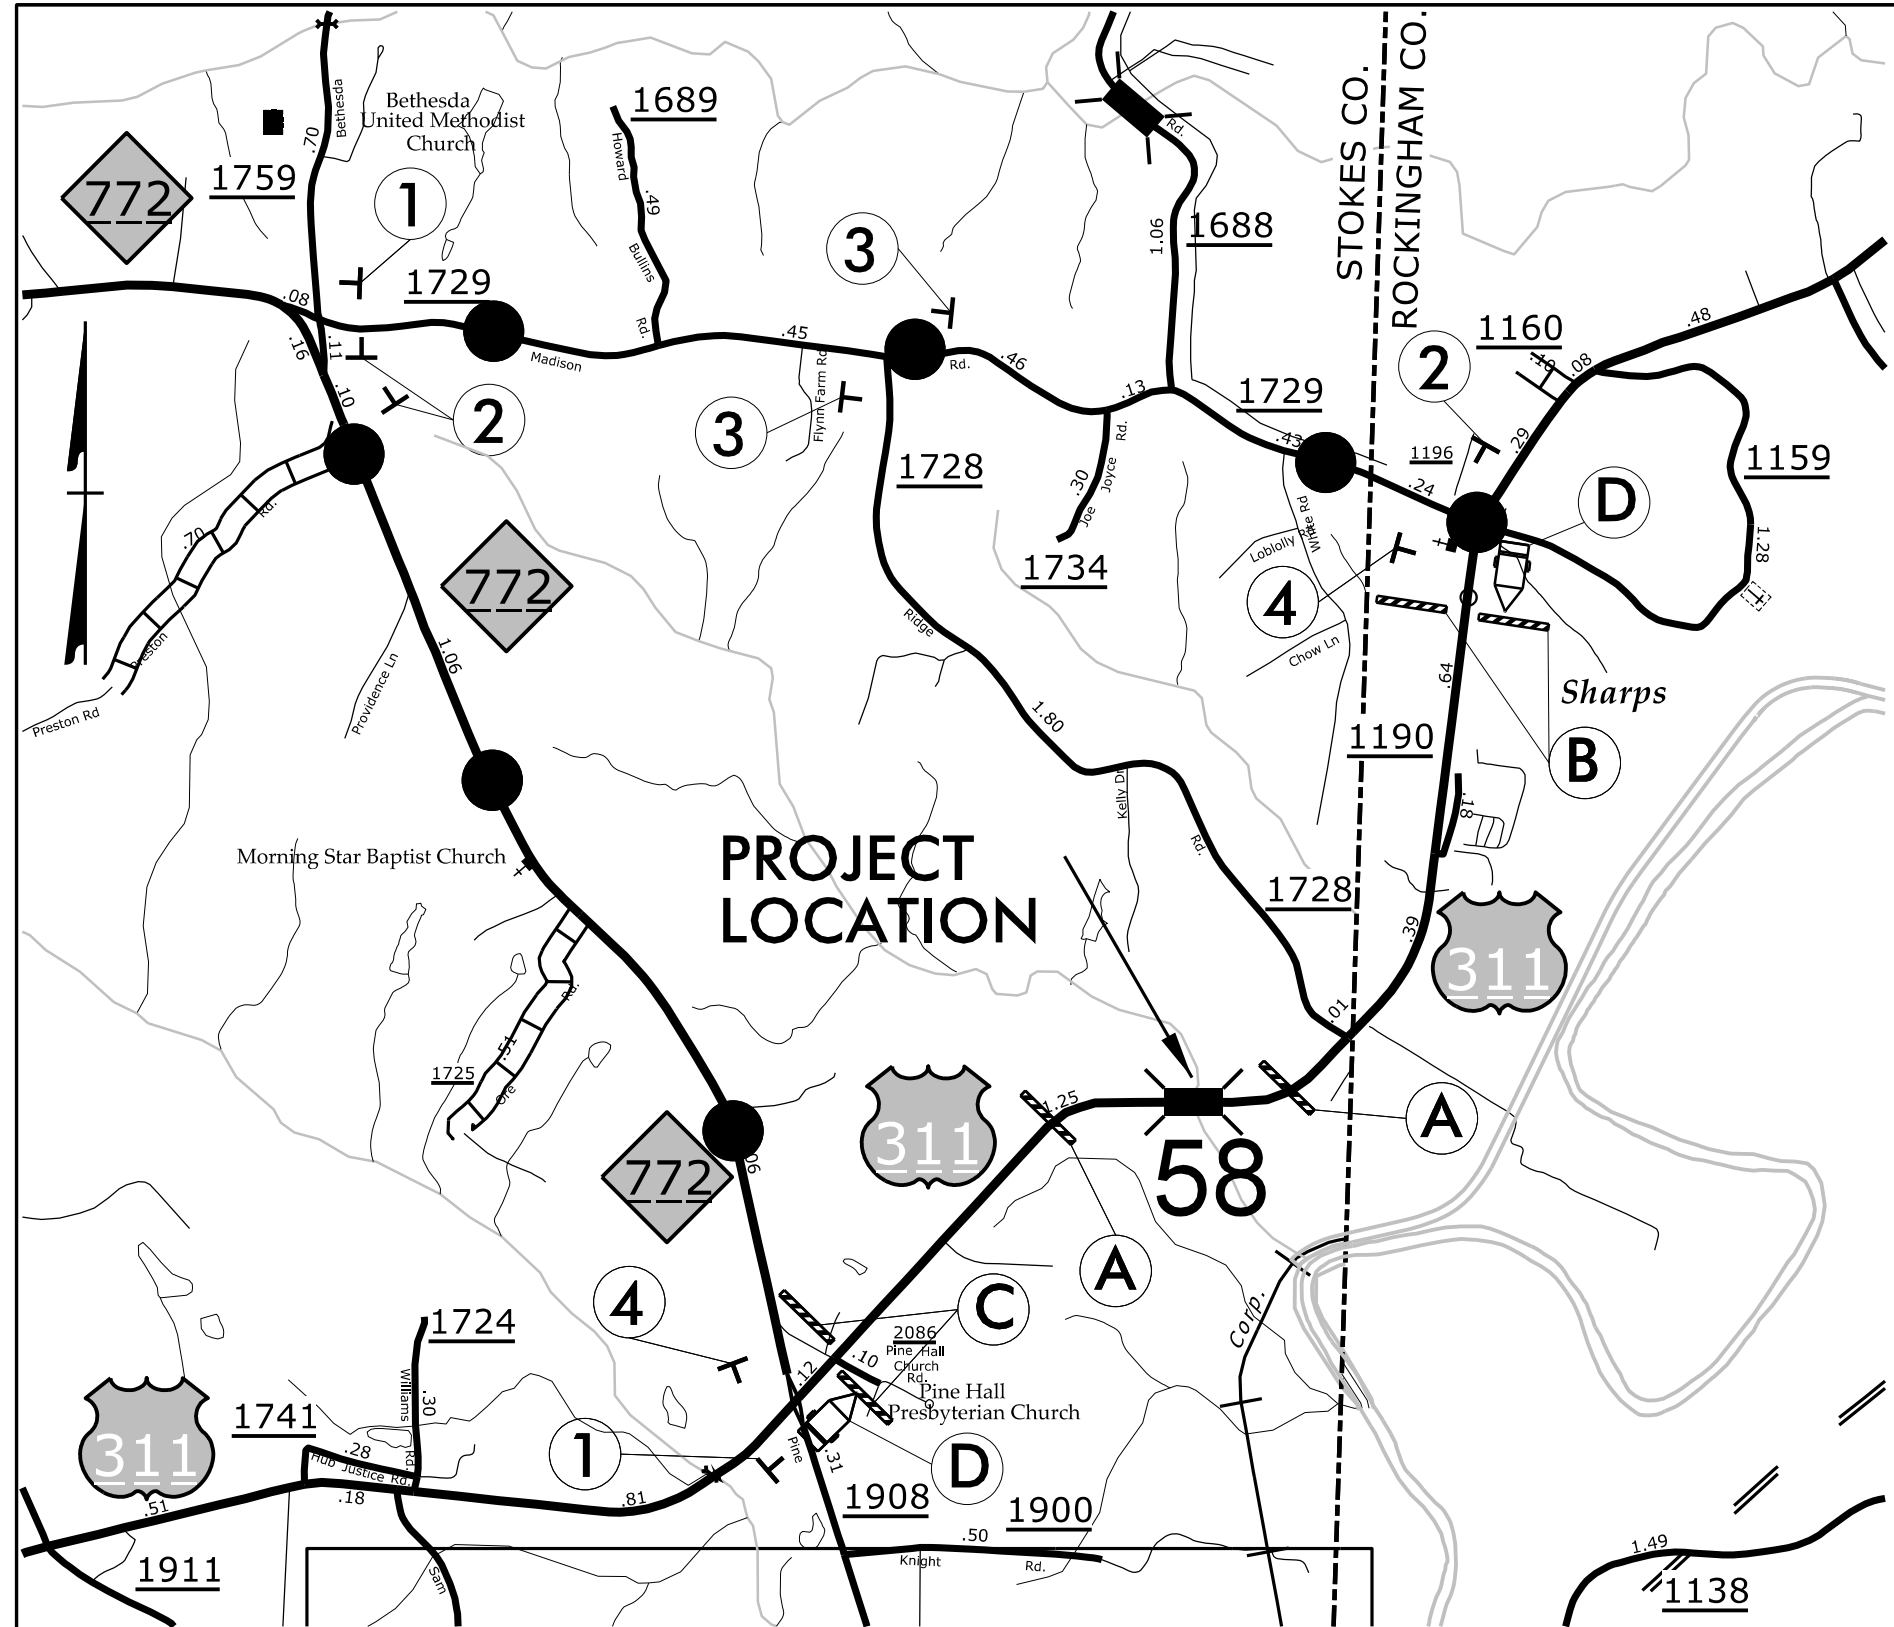 STOKES CO.
ROCKINGHAM CO.
Bethesda
.70
Bethesda
United Methodist
Church
1689
772
1759
1
Howard
.49
Bullins
Rd.
3
Rd.
1.06
1688
.08
1729
.16
.11
.10
Madison
.45
Flynn Farm Rd
Rd.
.46
.13
2
3
1728
1160
.10
.08
.48
2
1729
.43
1196
.24
.29
1159
D
1.28
.30
Joe
Joyce
Rd.
1734
Loblolly Rd
White Rd
4
Chow Ln
.70
Rd.
Preston
Preston Rd
772
1.06
Providence Ln
Ridge
1.80
Kelly Dr
Rd.
.64
Sharps
1190
B
.18
Morning Star Baptist Church
PROJECT
LOCATION
1728
.39
311
.01
Rd.
.51
1725
Ore
311
1.25
A
58
772
.06
A
4
C
2086
Pine Hall
Church
Rd.
.10
.12
Pine Hall
Presbyterian Church
Corp.
1724
Williams
.30
Rd.
311
1741
.28
Hub Justice Rd.
.18
.51
.81
1
Pine
.31
D
1908
1900
.50
Knight
Rd.
1911
Sam
1.49
1138